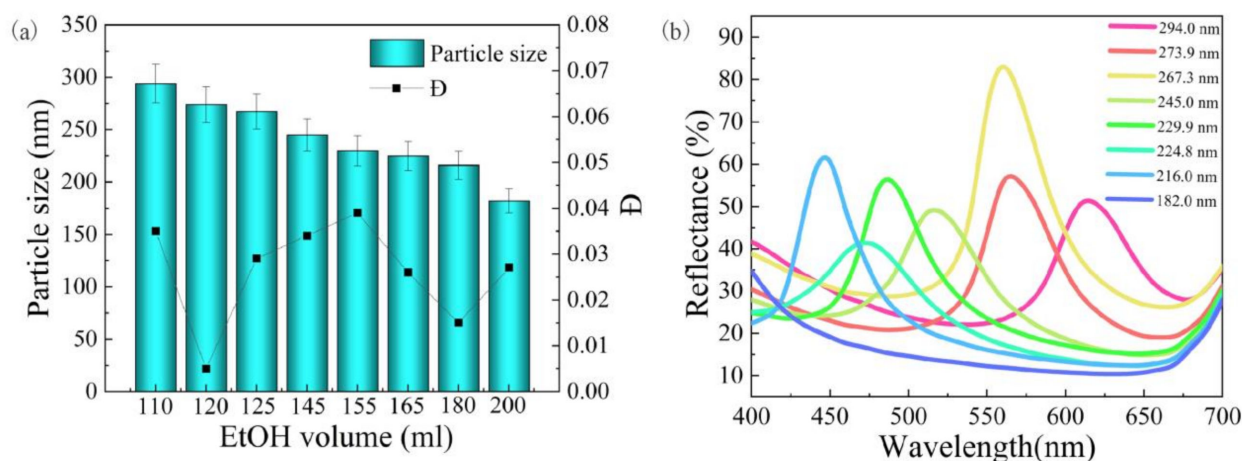 (a)
350
300
250
200
150
100
50
0
Particle size (nm)
Particle size
Đ
0.08
0.07
0.06
0.05
0.04
0.03
0.02
0.01
0.00
Đ
110 120 125 145 155 165 180 200
EtOH volume (ml)
(b)
90
80
70
60
50
40
30
20
10
Reflectance (%)
294.0 nm
273.9 nm
267.3 nm
245.0 nm
229.9 nm
224.8 nm
216.0 nm
182.0 nm
400 450 500 550 600 650 700
Wavelength(nm)